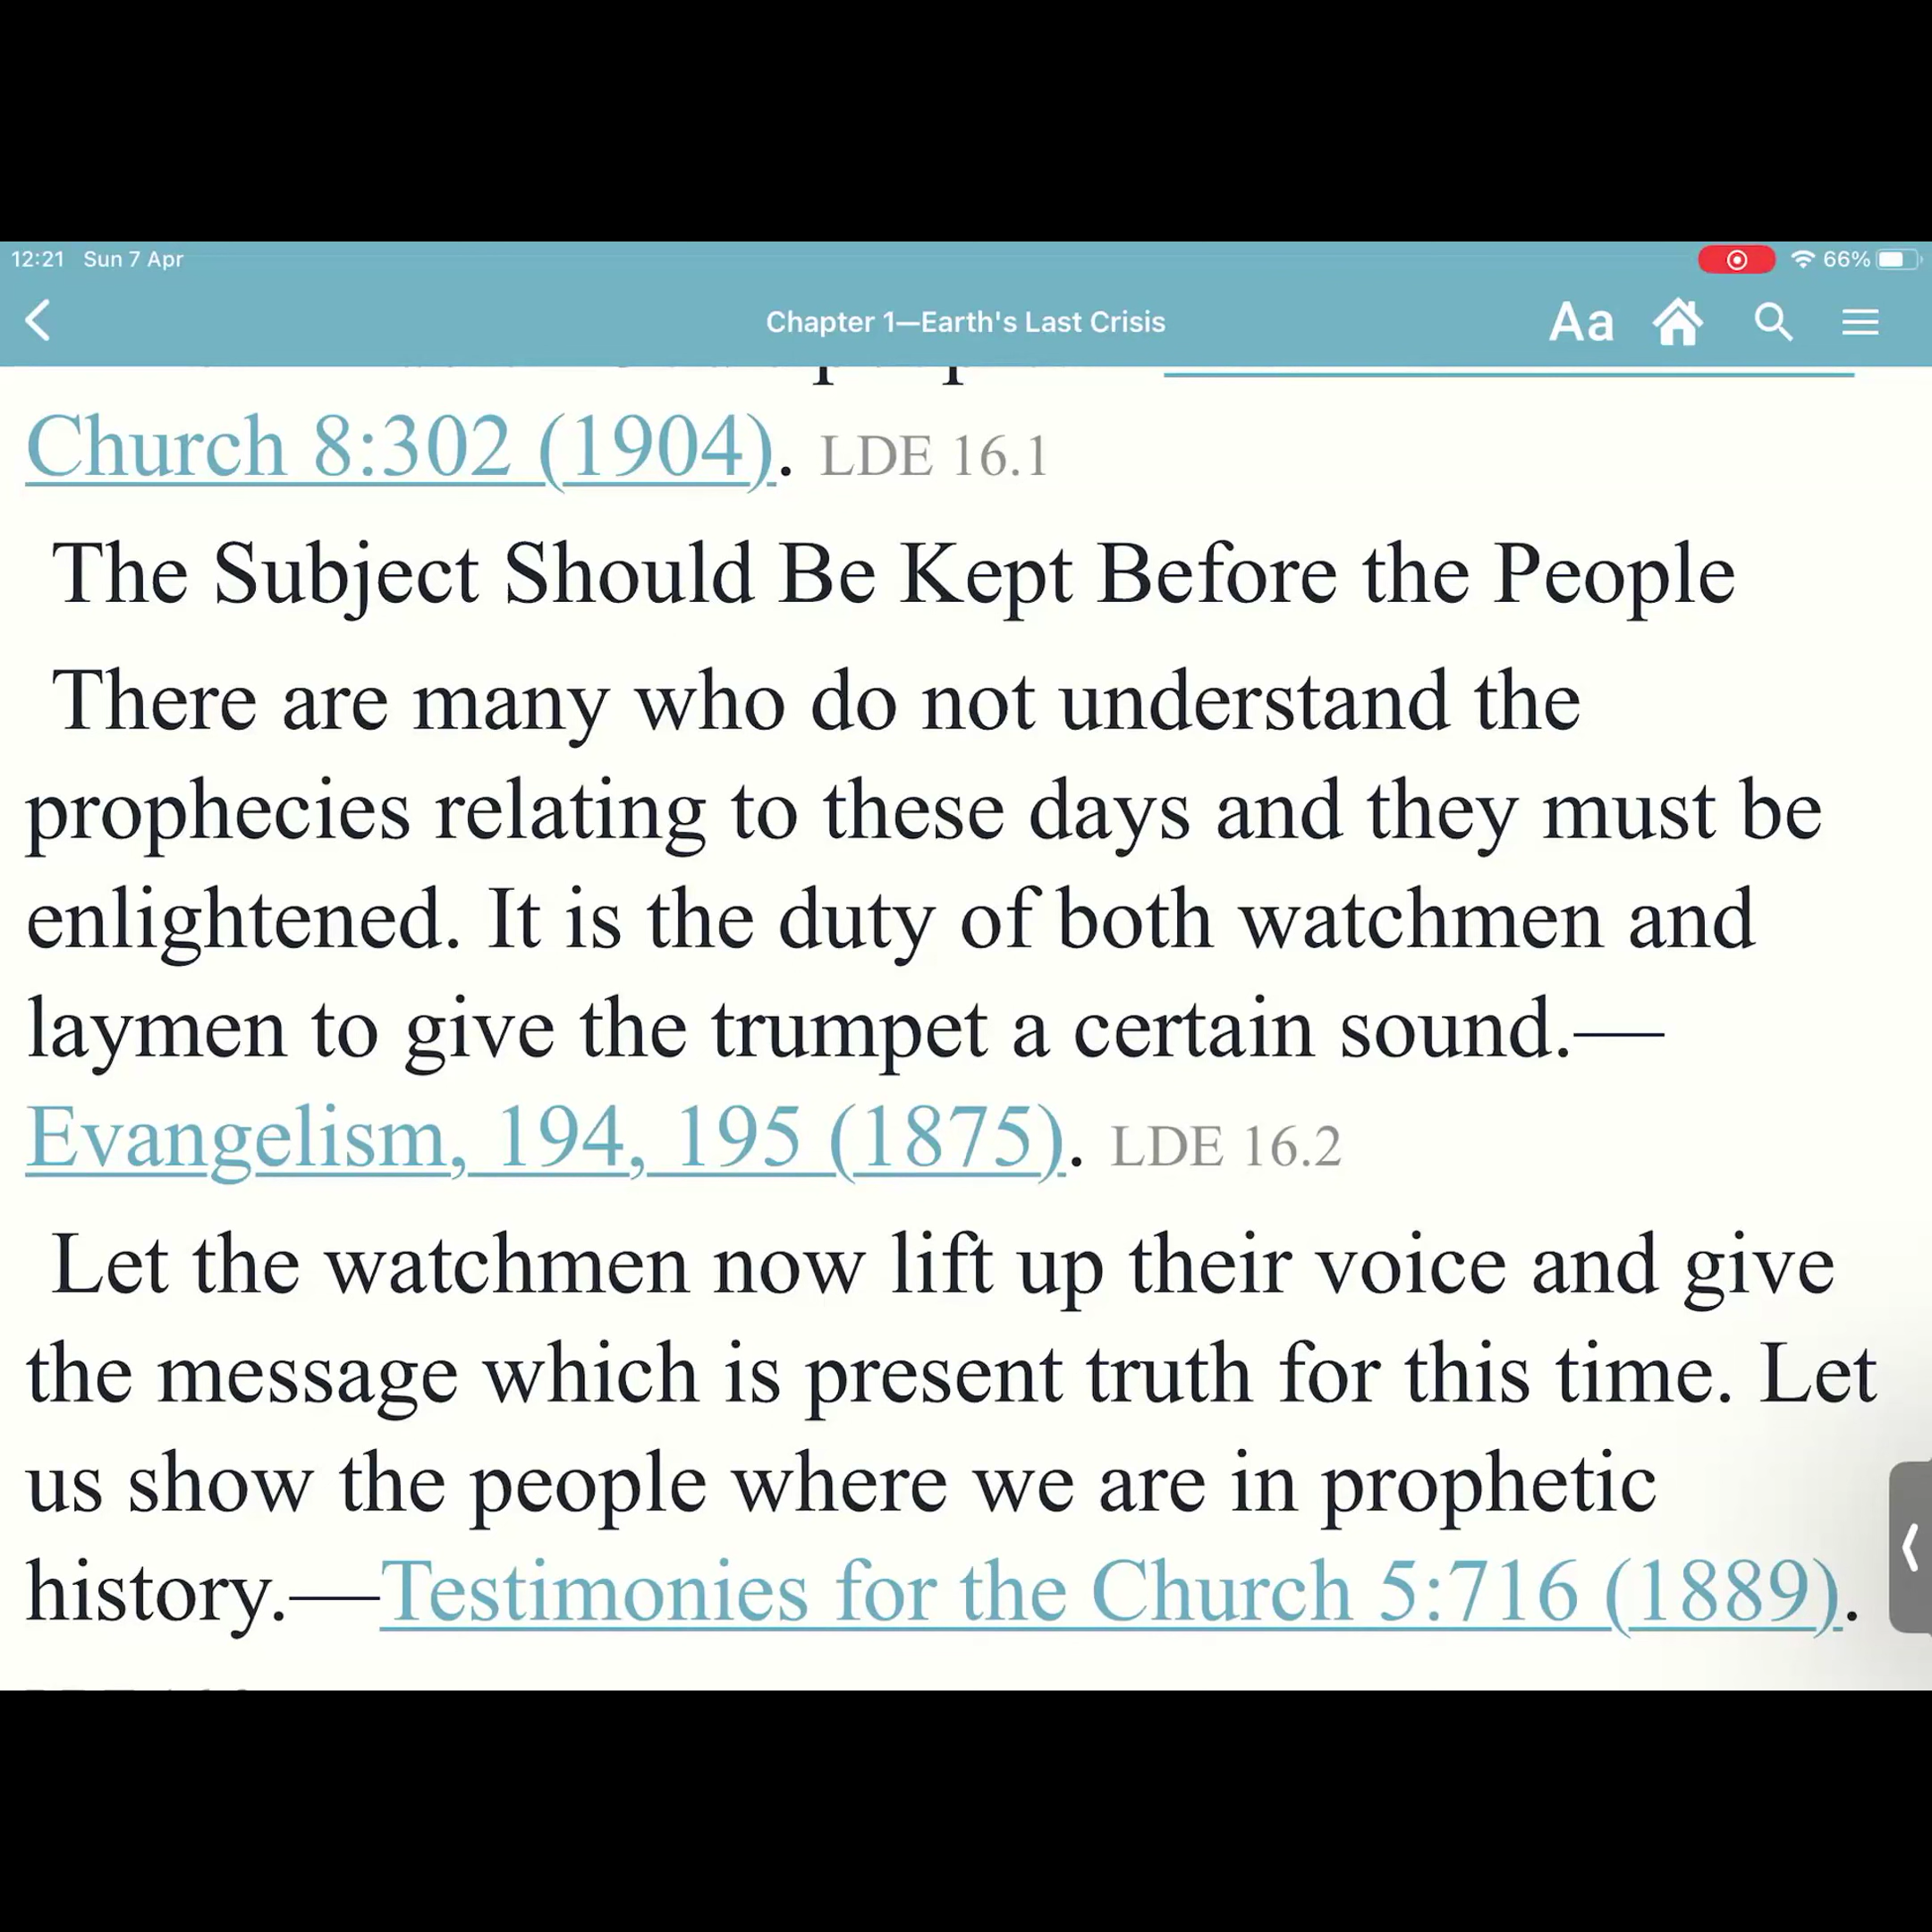 12:21 Sun 7 Apr
66%
Chapter 1—Earth's Last Crisis
Aa
Church 8:302 (1904). LDE 16.1
The Subject Should Be Kept Before the People
There are many who do not understand the
prophecies relating to these days and they must be
enlightened. It is the duty of both watchmen and
laymen to give the trumpet a certain sound.—
Evangelism, 194, 195 (1875). LDE 16.2
Let the watchmen now lift up their voice and give
the message which is present truth for this time. Let
us show the people where we are in prophetic
history.—Testimonies for the Church 5:716 (1889).